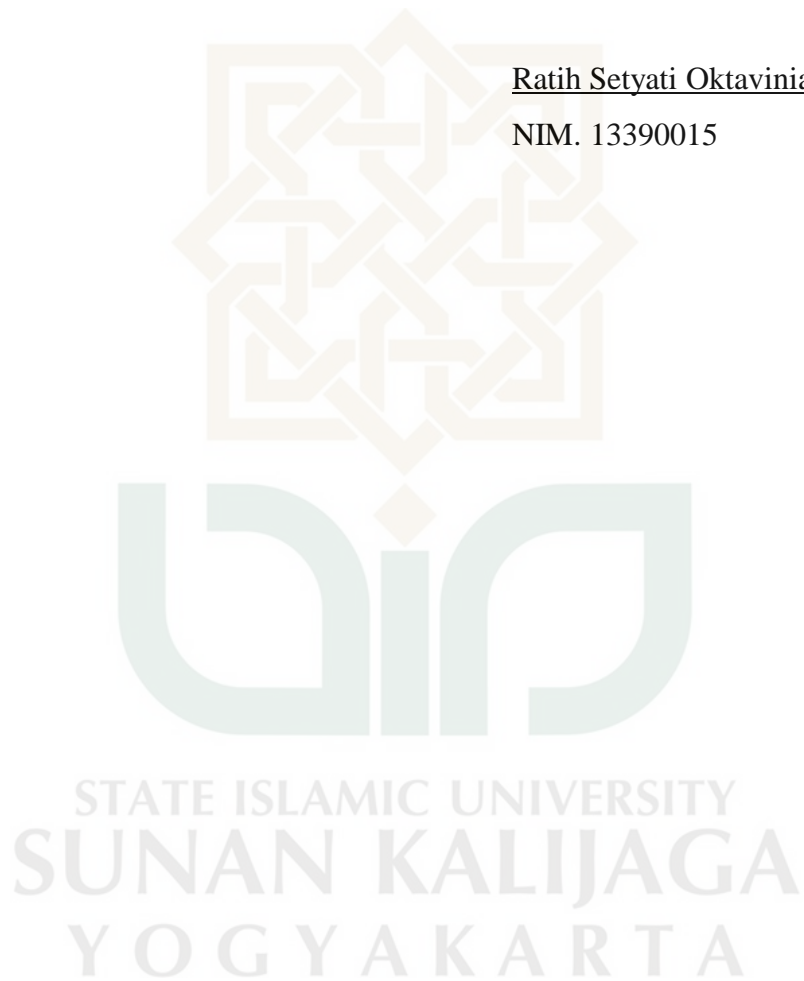 Ratih Setyati Oktavinia
NIM. 13390015
STATE ISLAMIC UNIVERSITY
SUNAN KALIJAGA
YOGYAKARTA